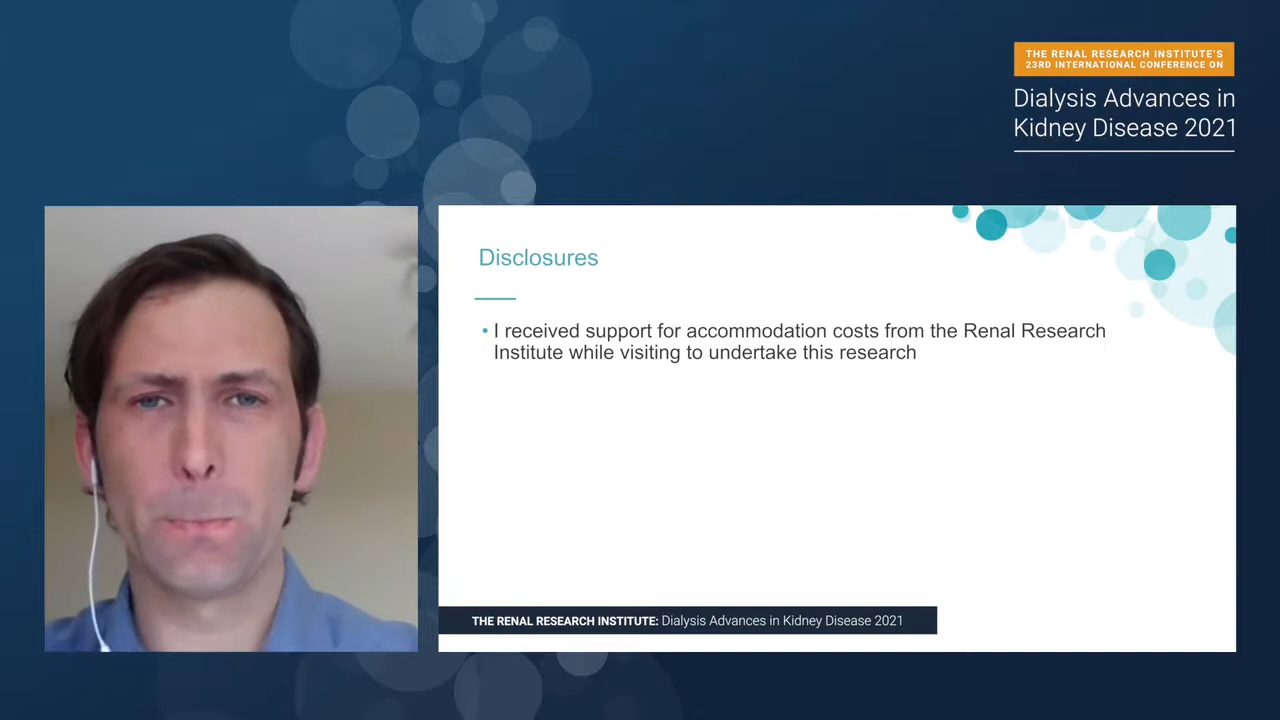 THE RENAL RESEARCH INSTITUTE'S
23RD INTERNATIONAL CONFERENCE ON
Dialysis Advances in
Kidney Disease 2021
Disclosures
• I received support for accommodation costs from the Renal Research
Institute while visiting to undertake this research
THE RENAL RESEARCH INSTITUTE: Dialysis Advances in Kidney Disease 2021